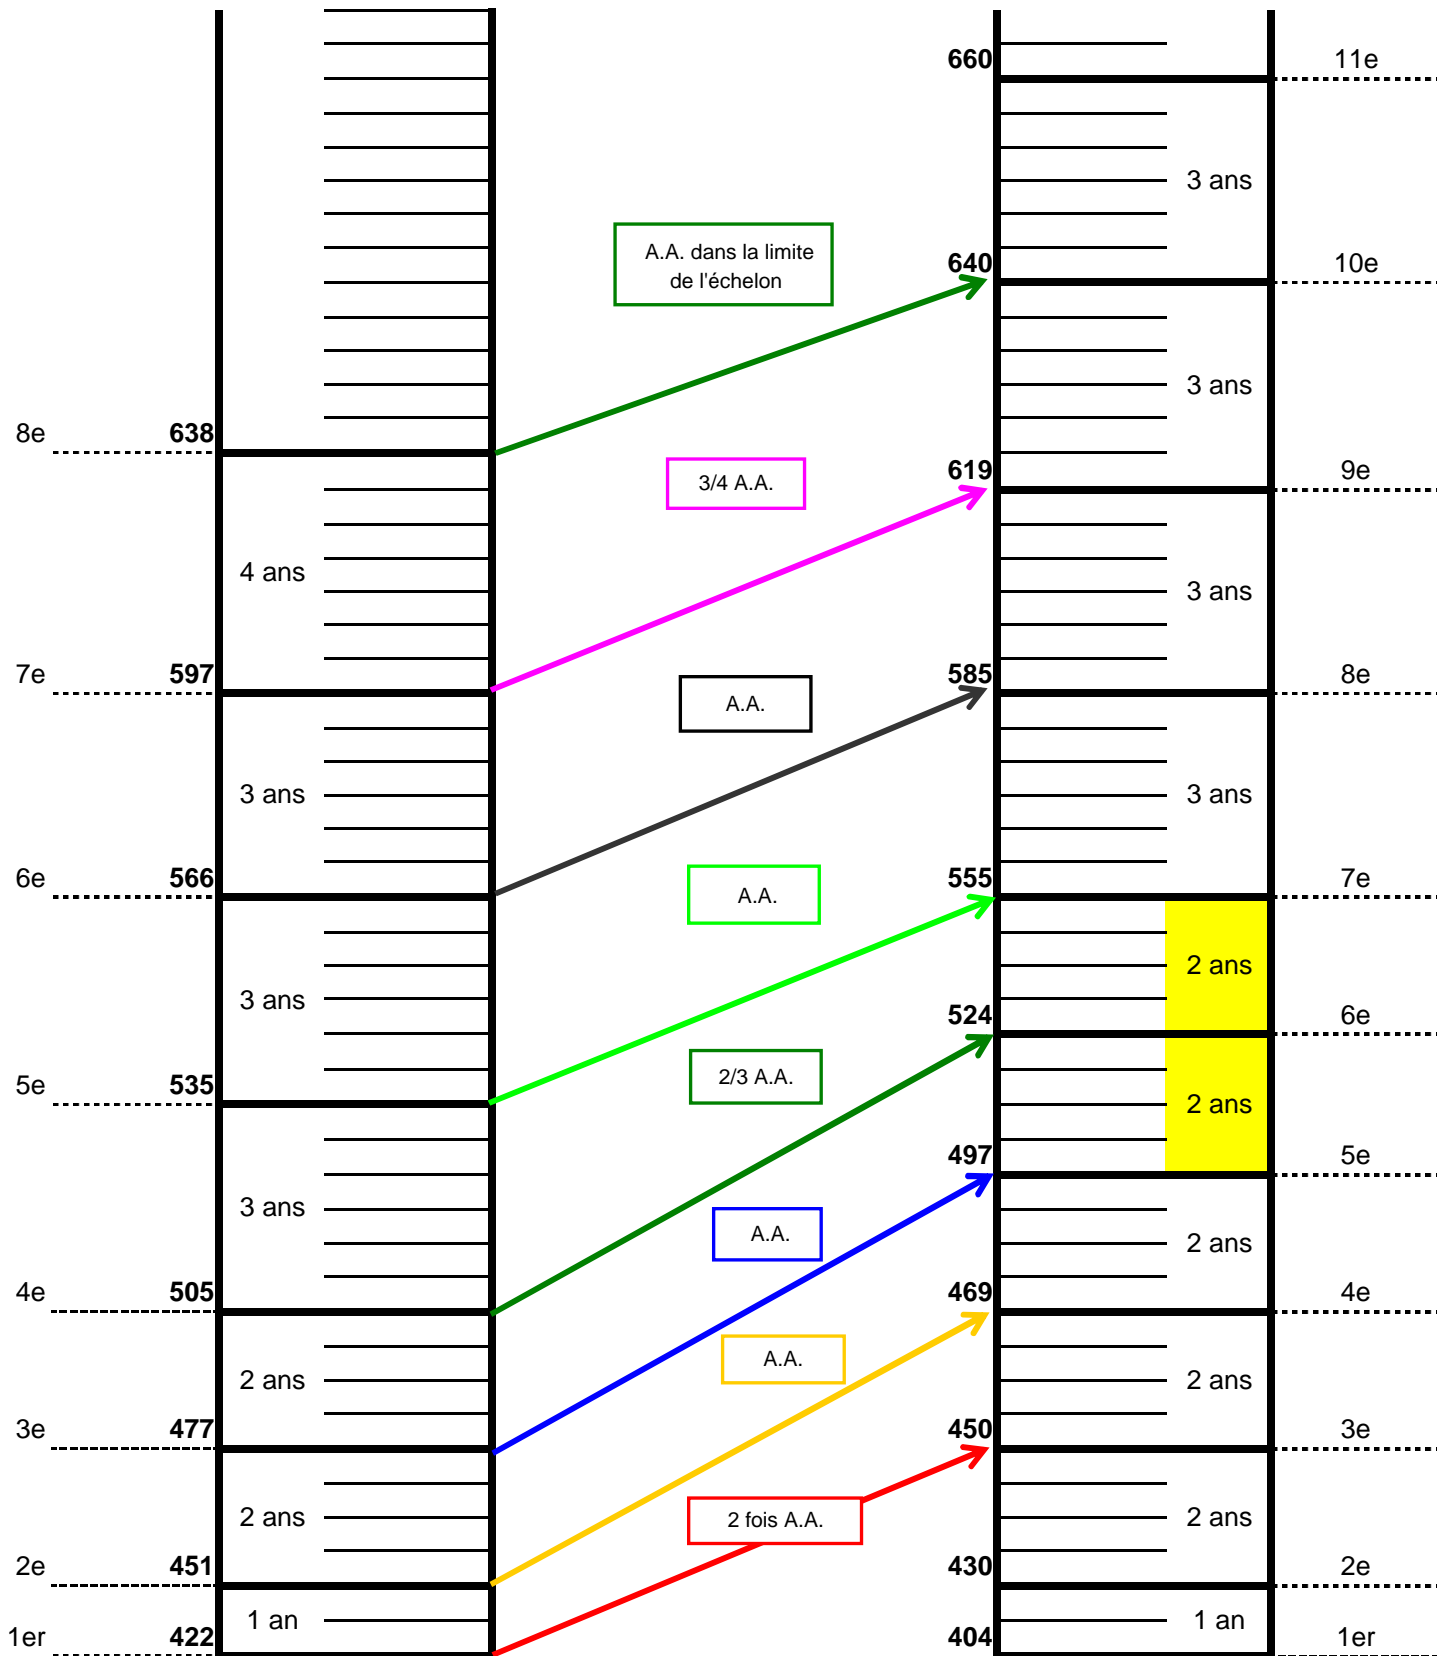 660
11e
3 ans
A.A. dans la limite
de l'échelon
640
10e
3 ans
8e
638
3/4 A.A.
619
9e
4 ans
3 ans
7e
597
A.A.
585
8e
3 ans
3 ans
6e
566
A.A.
555
7e
3 ans
2 ans
524
6e
5e
535
2/3 A.A.
2 ans
497
5e
3 ans
A.A.
2 ans
4e
505
469
4e
2 ans
A.A.
2 ans
3e
477
450
3e
2 ans
2 fois A.A.
2 ans
2e
451
430
2e
1 an
1 an
1er
422
404
1er